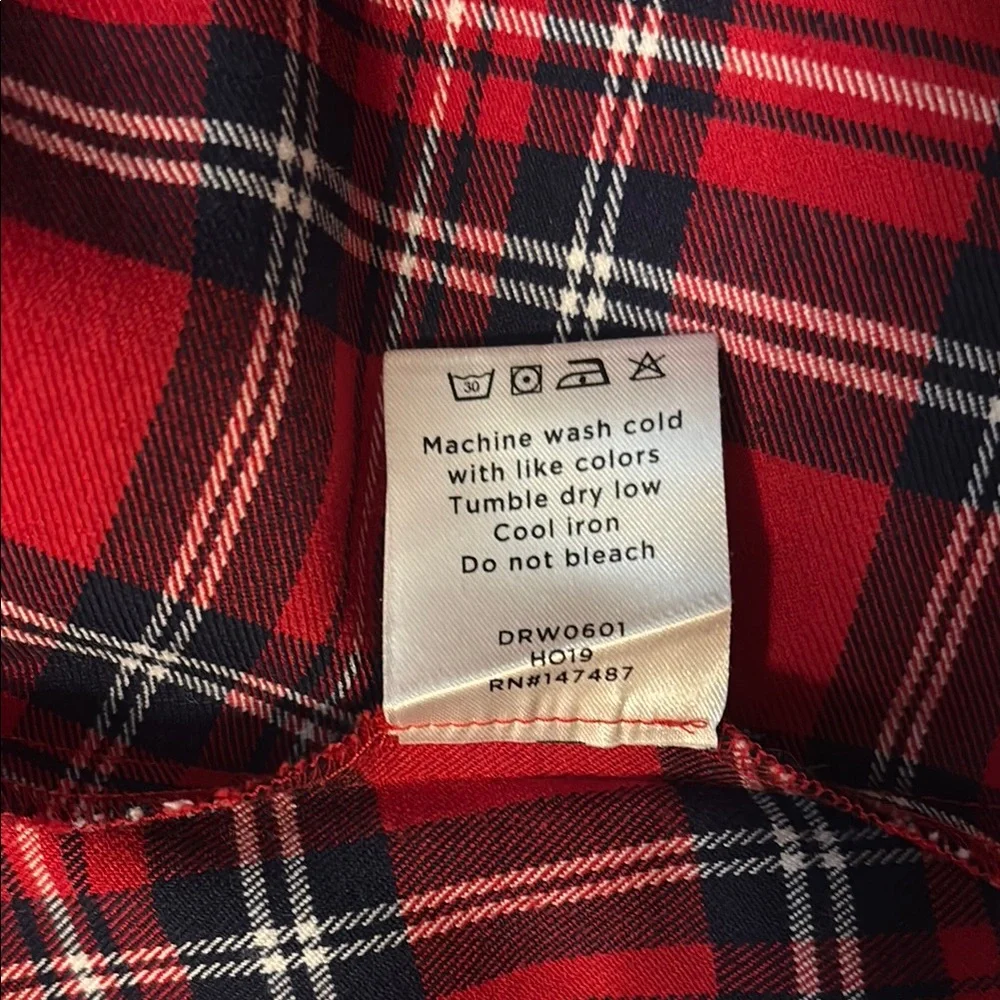 30
Machine wash cold
with like colors
Tumble dry low
Cool iron
Do not bleach
DRW0601
HO19
RN#147487